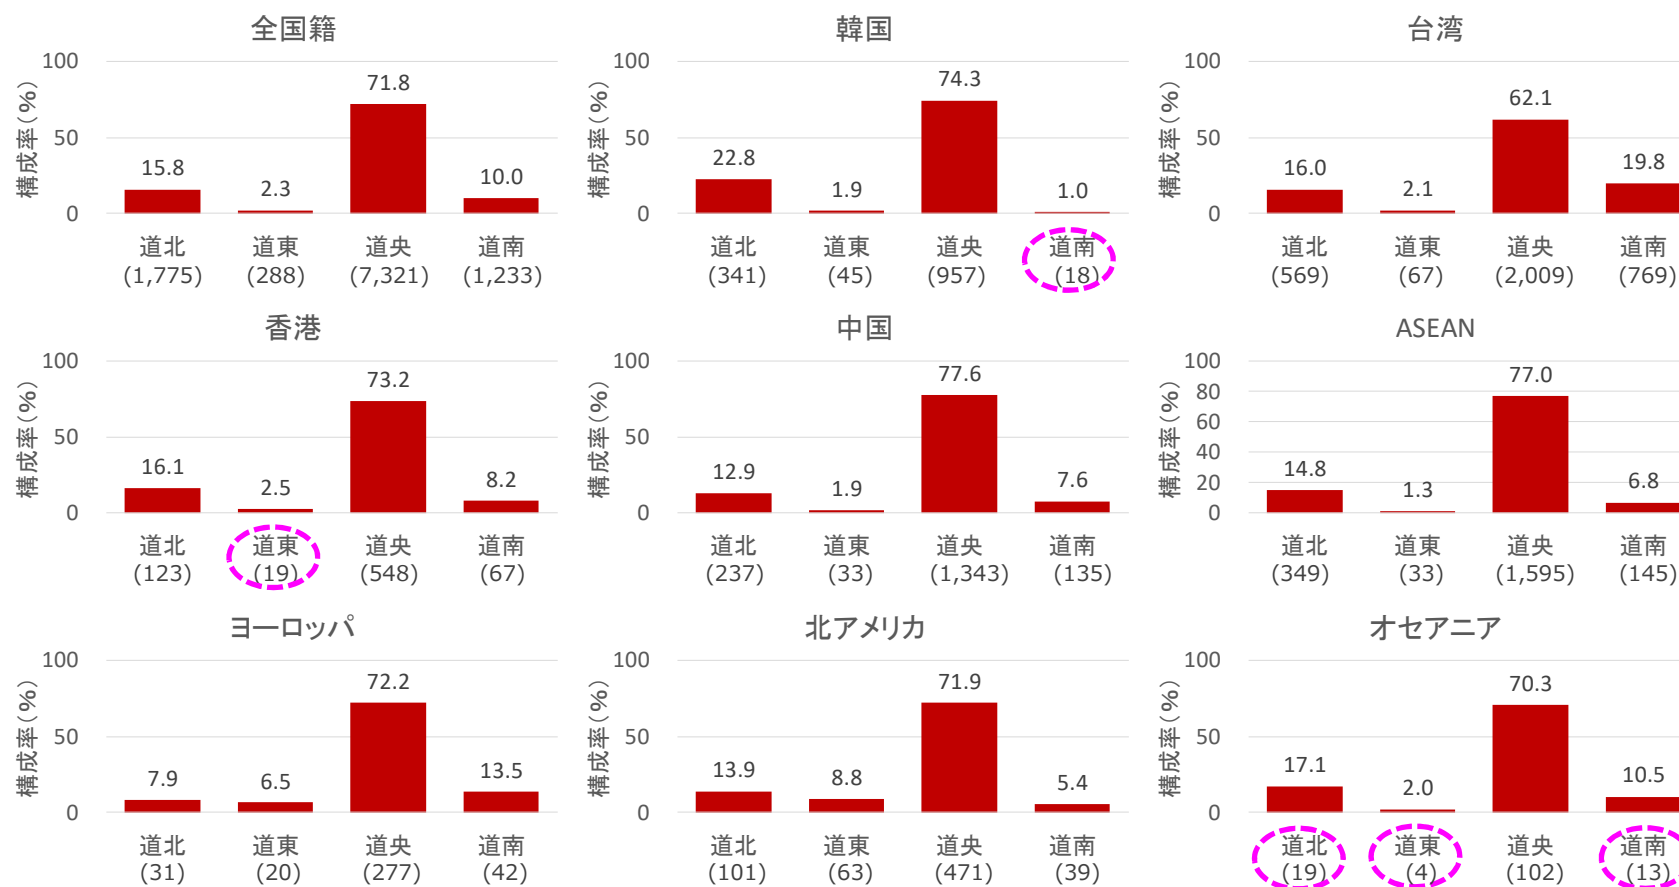 全国籍
構成率(%)
100
50
0
15.8
2.3
71.8
10.0
道北
(1,775)
道東
(288)
道央
(7,321)
道南
(1,233)
韓国
構成率(%)
100
50
0
22.8
1.9
74.3
1.0
道北
(341)
道東
(45)
道央
(957)
道南
(18)
台湾
構成率(%)
100
50
0
16.0
2.1
62.1
19.8
道北
(569)
道東
(67)
道央
(2,009)
道南
(769)
香港
構成率(%)
100
50
0
16.1
2.5
73.2
8.2
道北
(123)
道東
(19)
道央
(548)
道南
(67)
中国
構成率(%)
100
50
0
12.9
1.9
77.6
7.6
道北
(237)
道東
(33)
道央
(1,343)
道南
(135)
ASEAN
構成率(%)
100
80
60
40
20
0
14.8
1.3
77.0
6.8
道北
(349)
道東
(33)
道央
(1,595)
道南
(145)
ヨーロッパ
構成率(%)
100
50
0
7.9
6.5
72.2
13.5
道北
(31)
道東
(20)
道央
(277)
道南
(42)
北アメリカ
構成率(%)
100
50
0
13.9
8.8
71.9
5.4
道北
(101)
道東
(63)
道央
(471)
道南
(39)
オセアニア
構成率(%)
100
50
0
17.1
2.0
70.3
10.5
道北
(19)
道東
(4)
道央
(102)
道南
(13)